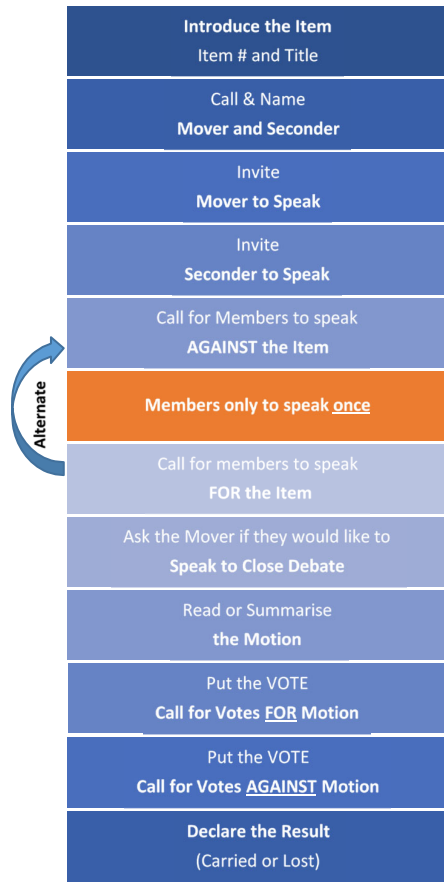 Introduce the Item
Item # and Title
Call & Name
Mover and Seconder
Invite
Mover to Speak
Invite
Seconder to Speak
Call for Members to speak
AGAINST the Item
Alternate
Members only to speak once
Call for members to speak
FOR the Item
Ask the Mover if they would like to
Speak to Close Debate
Read or Summarise
the Motion
Put the VOTE
Call for Votes FOR Motion
Put the VOTE
Call for Votes AGAINST Motion
Declare the Result
(Carried or Lost)